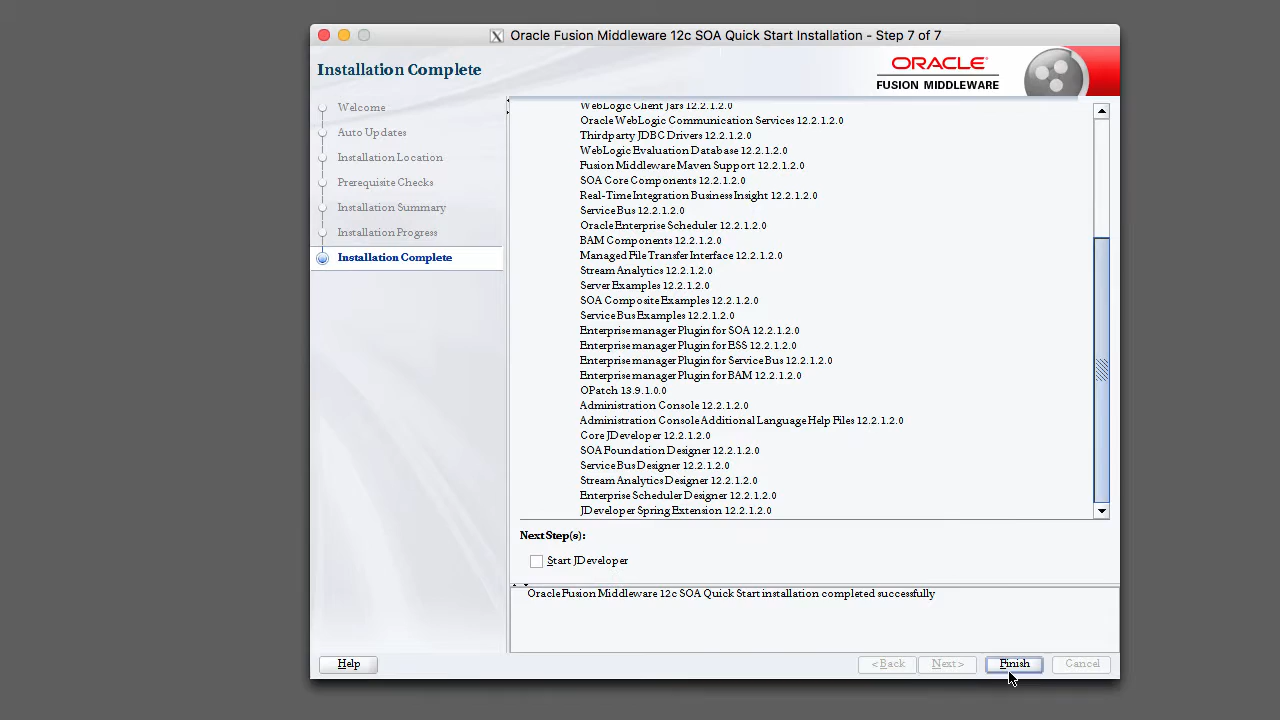 Oracle Fusion Middleware 12c SOA Quick Start Installation - Step 7 of 7
Installation Complete
ORACLE
FUSION MIDDLEWARE
Welcome
Auto Updates
Installation Location
Prerequisite Checks
Installation Summary
Installation Progress
Installation Complete
WebLogic Client Jars 12.2.1.2.0
Oracle WebLogic Communication Services 12.2.1.2.0
Thirdparty JDBC Drivers 12.2.1.2.0
WebLogic Evaluation Database 12.2.1.2.0
Fusion Middleware Maven Support 12.2.1.2.0
SOA Core Components 12.2.1.2.0
Real-Time Integration Business Insight 12.2.1.2.0
Service Bus 12.2.1.2.0
Oracle Enterprise Scheduler 12.2.1.2.0
BAM Components 12.2.1.2.0
Managed File Transfer Interface 12.2.1.2.0
Stream Analytics 12.2.1.2.0
Server Examples 12.2.1.2.0
SOA Composite Examples 12.2.1.2.0
Service Bus Examples 12.2.1.2.0
Enterprise manager Plugin for SOA 12.2.1.2.0
Enterprise manager Plugin for ESS 12.2.1.2.0
Enterprise manager Plugin for Service Bus 12.2.1.2.0
Enterprise manager Plugin for BAM 12.2.1.2.0
OPatch 13.9.1.0.0
Administration Console 12.2.1.2.0
Administration Console Additional Language Help Files 12.2.1.2.0
Core JDeveloper 12.2.1.2.0
SOA Foundation Designer 12.2.1.2.0
Service Bus Designer 12.2.1.2.0
Stream Analytics Designer 12.2.1.2.0
Enterprise Scheduler Designer 12.2.1.2.0
JDeveloper Spring Extension 12.2.1.2.0
Next Step(s):
Start JDeveloper
Oracle Fusion Middleware 12c SOA Quick Start installation completed successfully
Help
< Back
Next >
Finish
Cancel